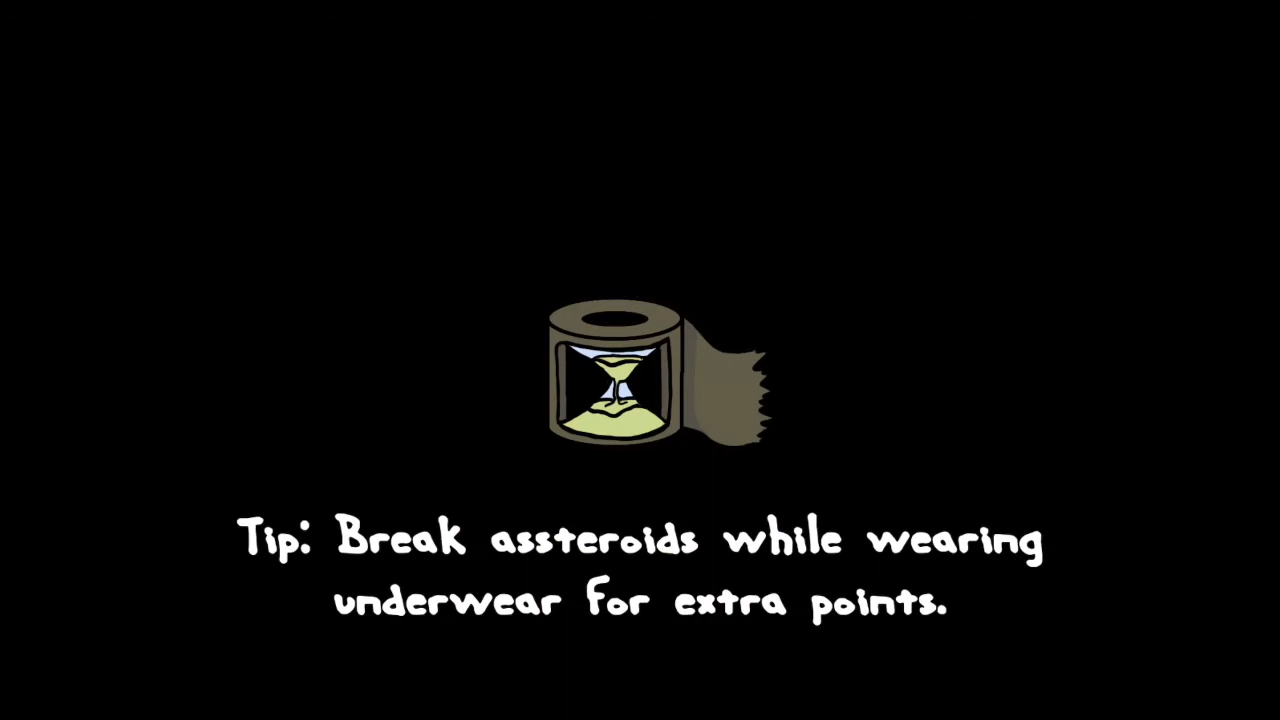 Tip: Break assteroids while wearing
underwear for extra points.